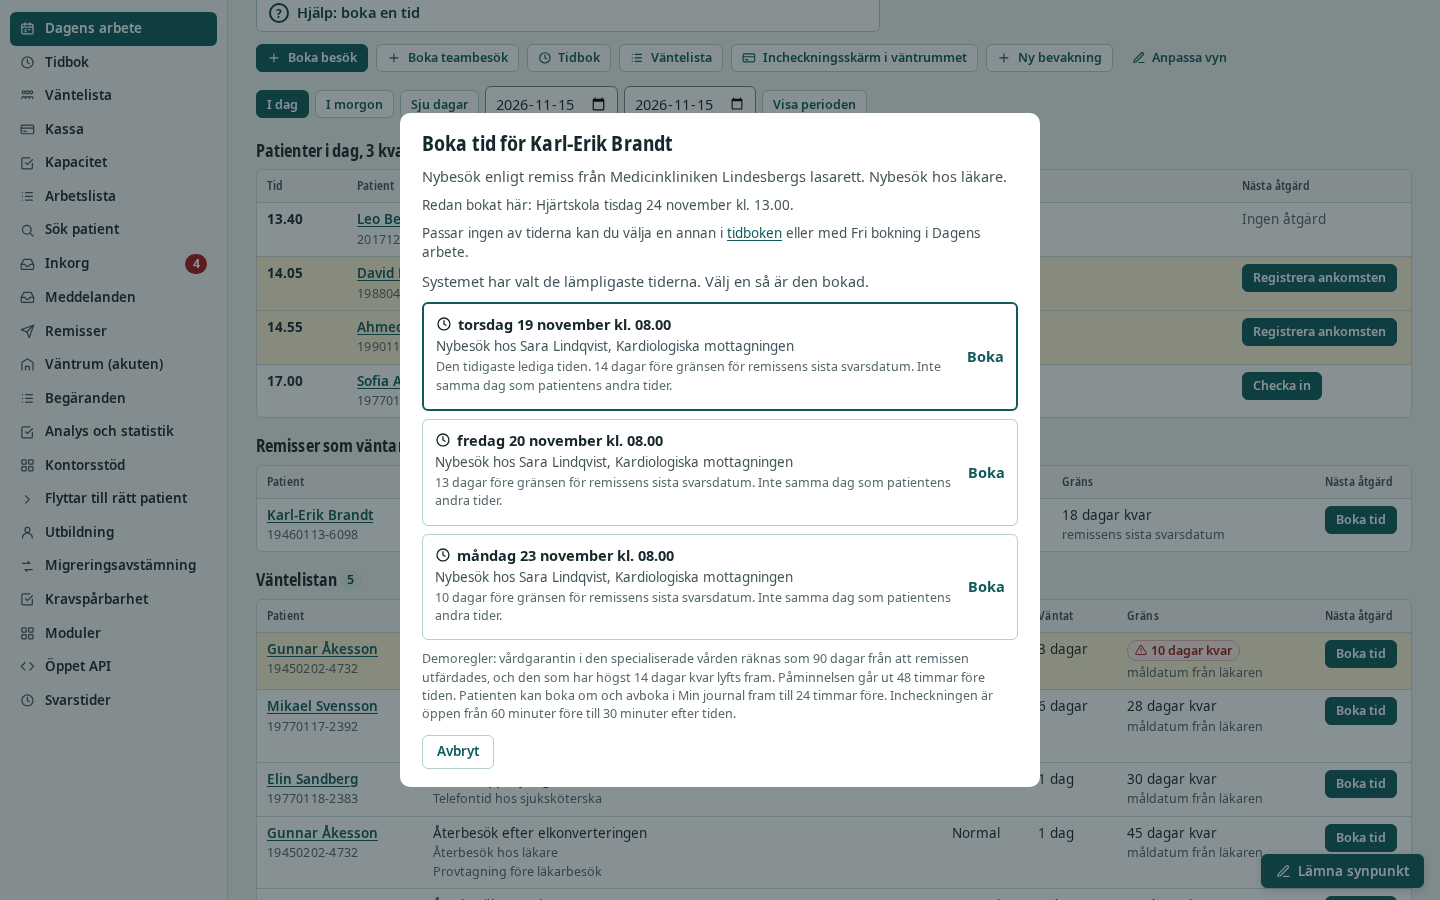 Dagens arbete
Tidbok
Väntelista
Kassa
Kapacitet
Arbetslista
Sök patient
Inkorg 4
Meddelanden
Remisser
Väntrum (akuten)
Begäranden
Analys och statistik
Kontorsstöd
Flyttar till rätt patient
Utbildning
Migreringsavstämning
Kravspårbarhet
Moduler
Öppet API
Svarstider
Hjälp: boka en tid
Boka besök Boka teambesök Tidbok Väntelista Incheckningsskärm i väntrummet Ny bevakning Anpassa vyn
I dag I morgon Sju dagar 2026-11-15 2026-11-15 Visa perioden
Patienter i dag, 3
Tid Patient Nästa åtgärd
13.40 Leo Ingen åtgärd
201712
14.05 David Registrera ankomsten
198804
14.55 Ahmed Registrera ankomsten
199011
17.00 Sofia Checka in
197701
Remisser som
Patient Gräns Nästa åtgärd
Karl-Erik Brandt 18 dagar kvar Boka tid
19460113-6098 remissens sista svarsdatum
Väntelistan 5
Patient Väntat Gräns Nästa åtgärd
Gunnar Åkesson dagar 10 dagar kvar Boka tid
19450202-4732 måldatum från läkaren
Mikael Svensson dagar 28 dagar kvar Boka tid
19770117-2392 måldatum från läkaren
Elin Sandberg dag 30 dagar kvar Boka tid
19770118-2383 Telefontid hos sjuksköterska måldatum från läkaren
Gunnar Åkesson Återbesök efter elkonverteringen Normal 1 dag 45 dagar kvar Boka tid
19450202-4732 Återbesök hos läkare måldatum från läkaren
Provtagning före läkarbesök
Boka tid för Karl-Erik Brandt
Nybesök enligt remiss från Medicinkliniken Lindesbergs lasarett. Nybesök hos läkare.
Redan bokat här: Hjärtskola tisdag 24 november kl. 13.00.
Passar ingen av tiderna kan du välja en annan i tidboken eller med Fri bokning i Dagens
arbete.
Systemet har valt de lämpligaste tiderna. Välj en så är den bokad.
torsdag 19 november kl. 08.00
Nybesök hos Sara Lindqvist, Kardiologiska mottagningen
Den tidigaste lediga tiden. 14 dagar före gränsen för remissens sista svarsdatum. Inte
samma dag som patientens andra tider.
Boka
fredag 20 november kl. 08.00
Nybesök hos Sara Lindqvist, Kardiologiska mottagningen
13 dagar före gränsen för remissens sista svarsdatum. Inte samma dag som patientens
andra tider.
Boka
måndag 23 november kl. 08.00
Nybesök hos Sara Lindqvist, Kardiologiska mottagningen
10 dagar före gränsen för remissens sista svarsdatum. Inte samma dag som patientens
andra tider.
Boka
Demoregler: vårdgarantin i den specialiserade vården räknas som 90 dagar från att remissen
utfärdades, och den som har högst 14 dagar kvar lyfts fram. Påminnelsen går ut 48 timmar före
tiden. Patienten kan boka om och avboka i Min journal fram till 24 timmar före. Incheckningen är
öppen från 60 minuter före till 30 minuter efter tiden.
Avbryt
Lämna synpunkt